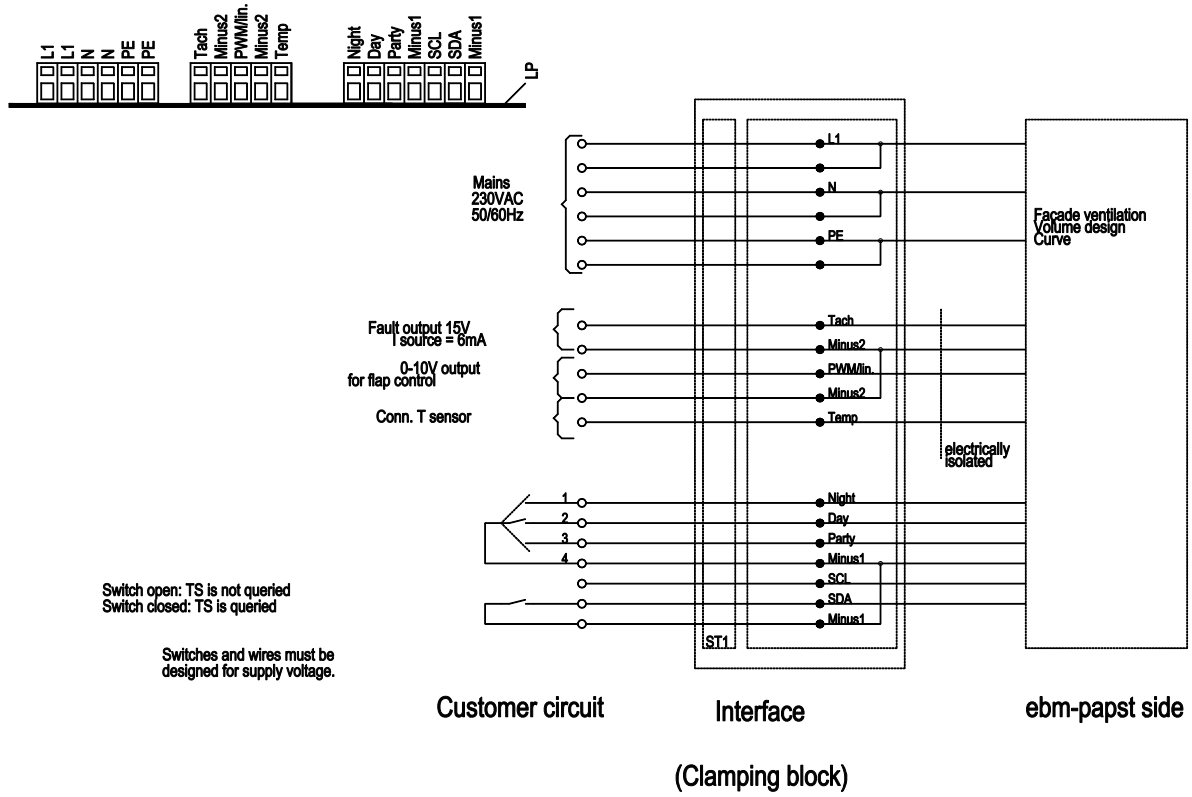 L1
L1
N
N
PE
PE
Tach
Minus2
PWM/lin.
Minus2
Temp
Night
Day
Party
Minus1
SCL
SDA
Minus1
LP
Mains
230VAC
50/60Hz
L1
N
PE
Façade ventilation
Volume design
Curve
Fault output 15V
I source = 6mA
0-10V output
for flap control
Conn. T sensor
Tach
Minus2
PWM/lin.
Minus2
Temp
electrically
isolated
1
2
3
4
Night
Day
Party
Minus1
SCL
SDA
Minus1
Switch open: TS is not queried
Switch closed: TS is queried
Switches and wires must be
designed for supply voltage.
ST1
Customer circuit
Interface
ebm-papst side
(Clamping block)